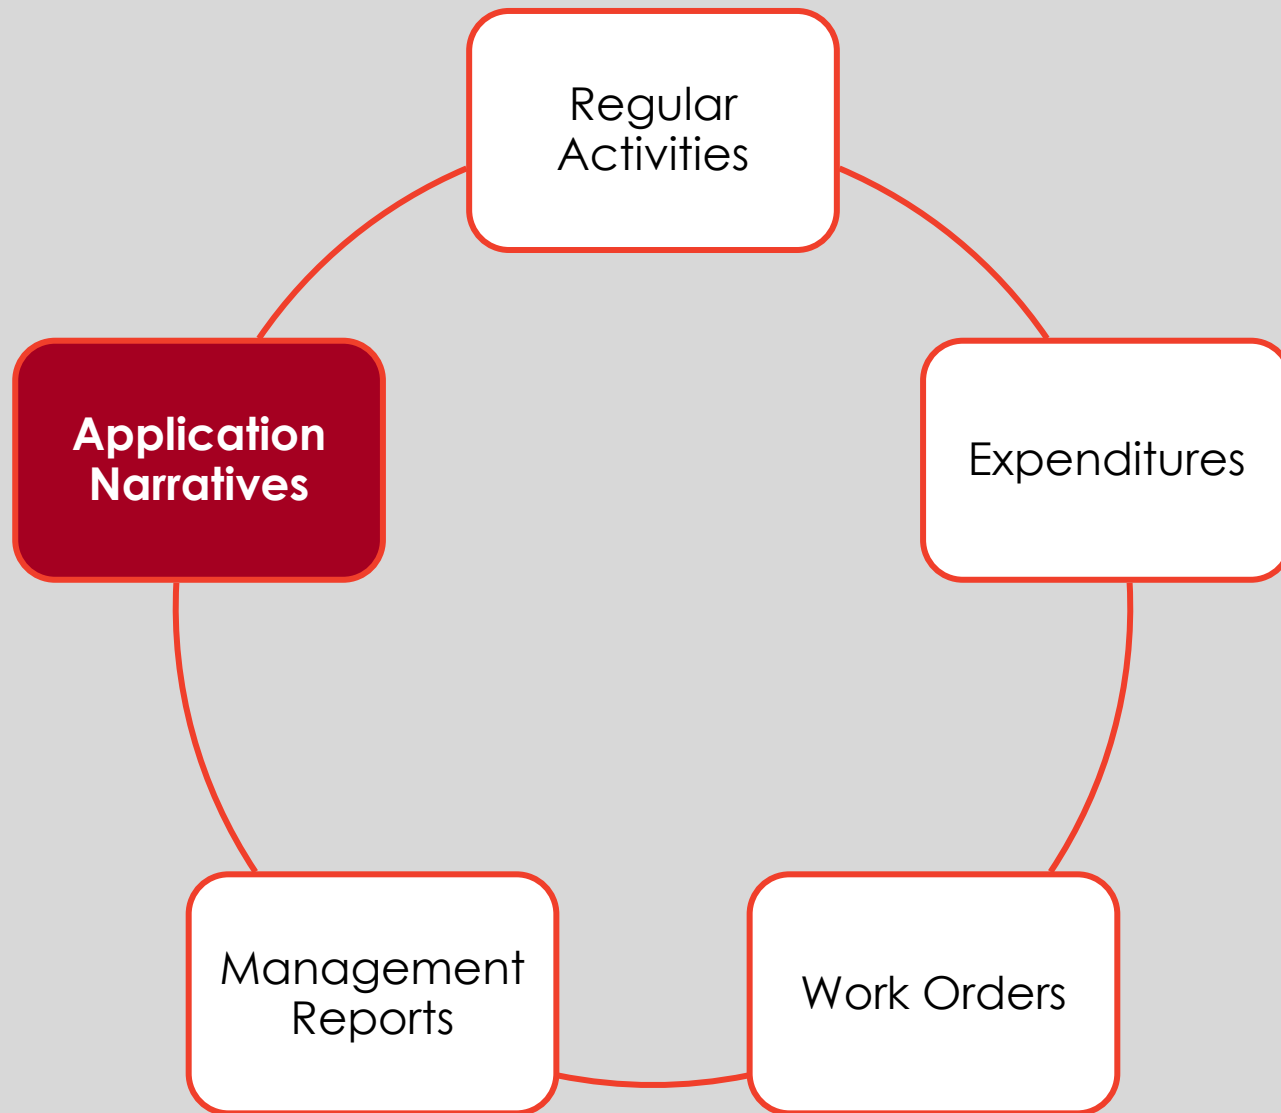 Regular
Activities
Application
Narratives
Expenditures
Management
Reports
Work Orders